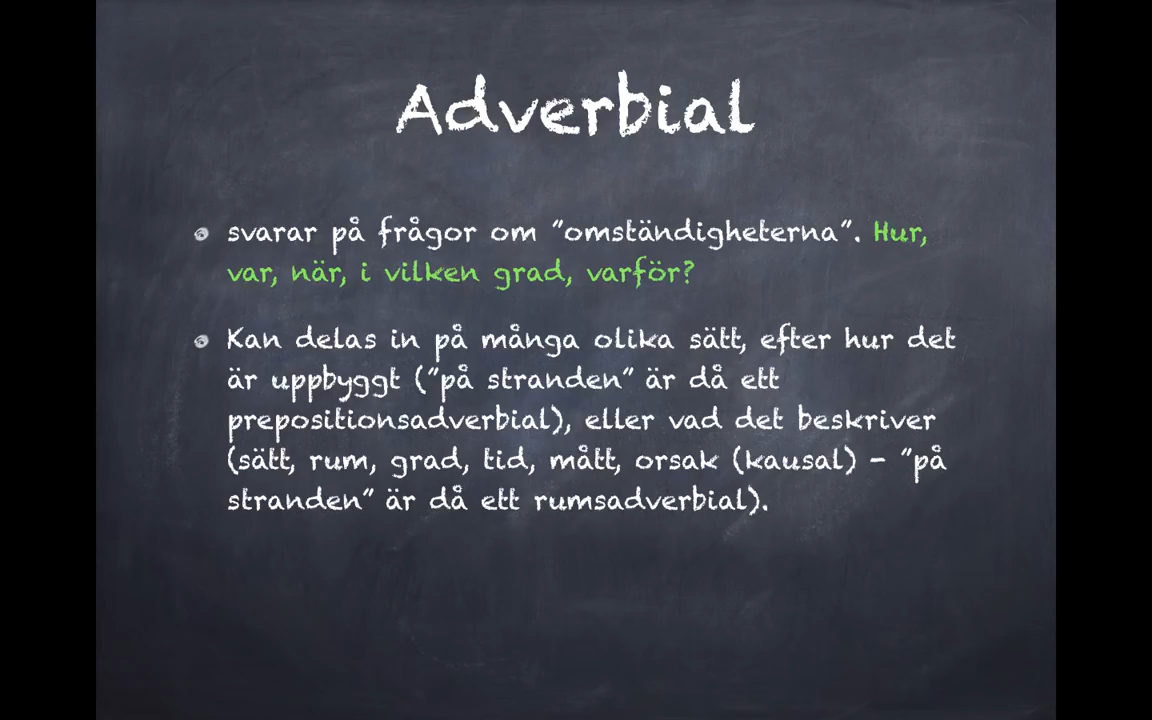 Adverbial
svarar på frågor om "omständigheterna". Hur,
var, när, i vilken grad, varför?
Kan delas in på många olika sätt, efter hur det
är uppbyggt ("på stranden" är då ett
prepositionsadverbial), eller vad det beskriver
(sätt, rum, grad, tid, mått, orsak (kausal) - "på
stranden" är då ett rumsadverbial).